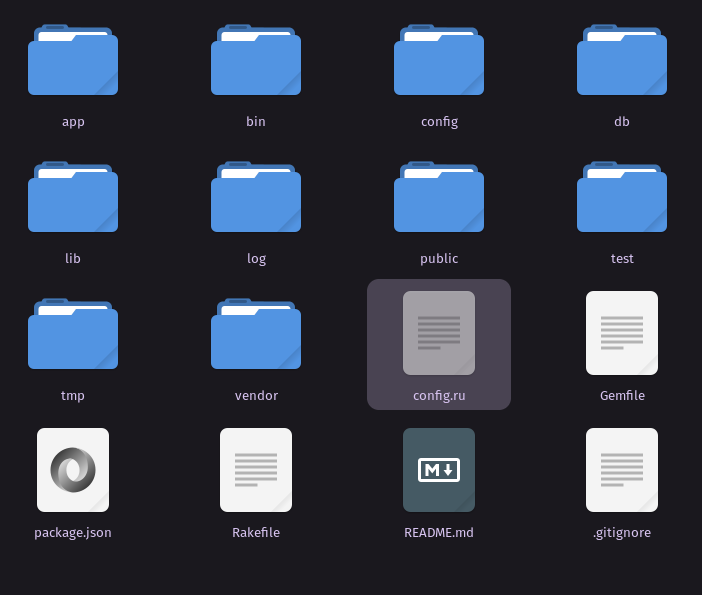 app
bin
config
db
lib
log
public
test
tmp
vendor
config.ru
Gemfile
package.json
Rakefile
README.md
.gitignore